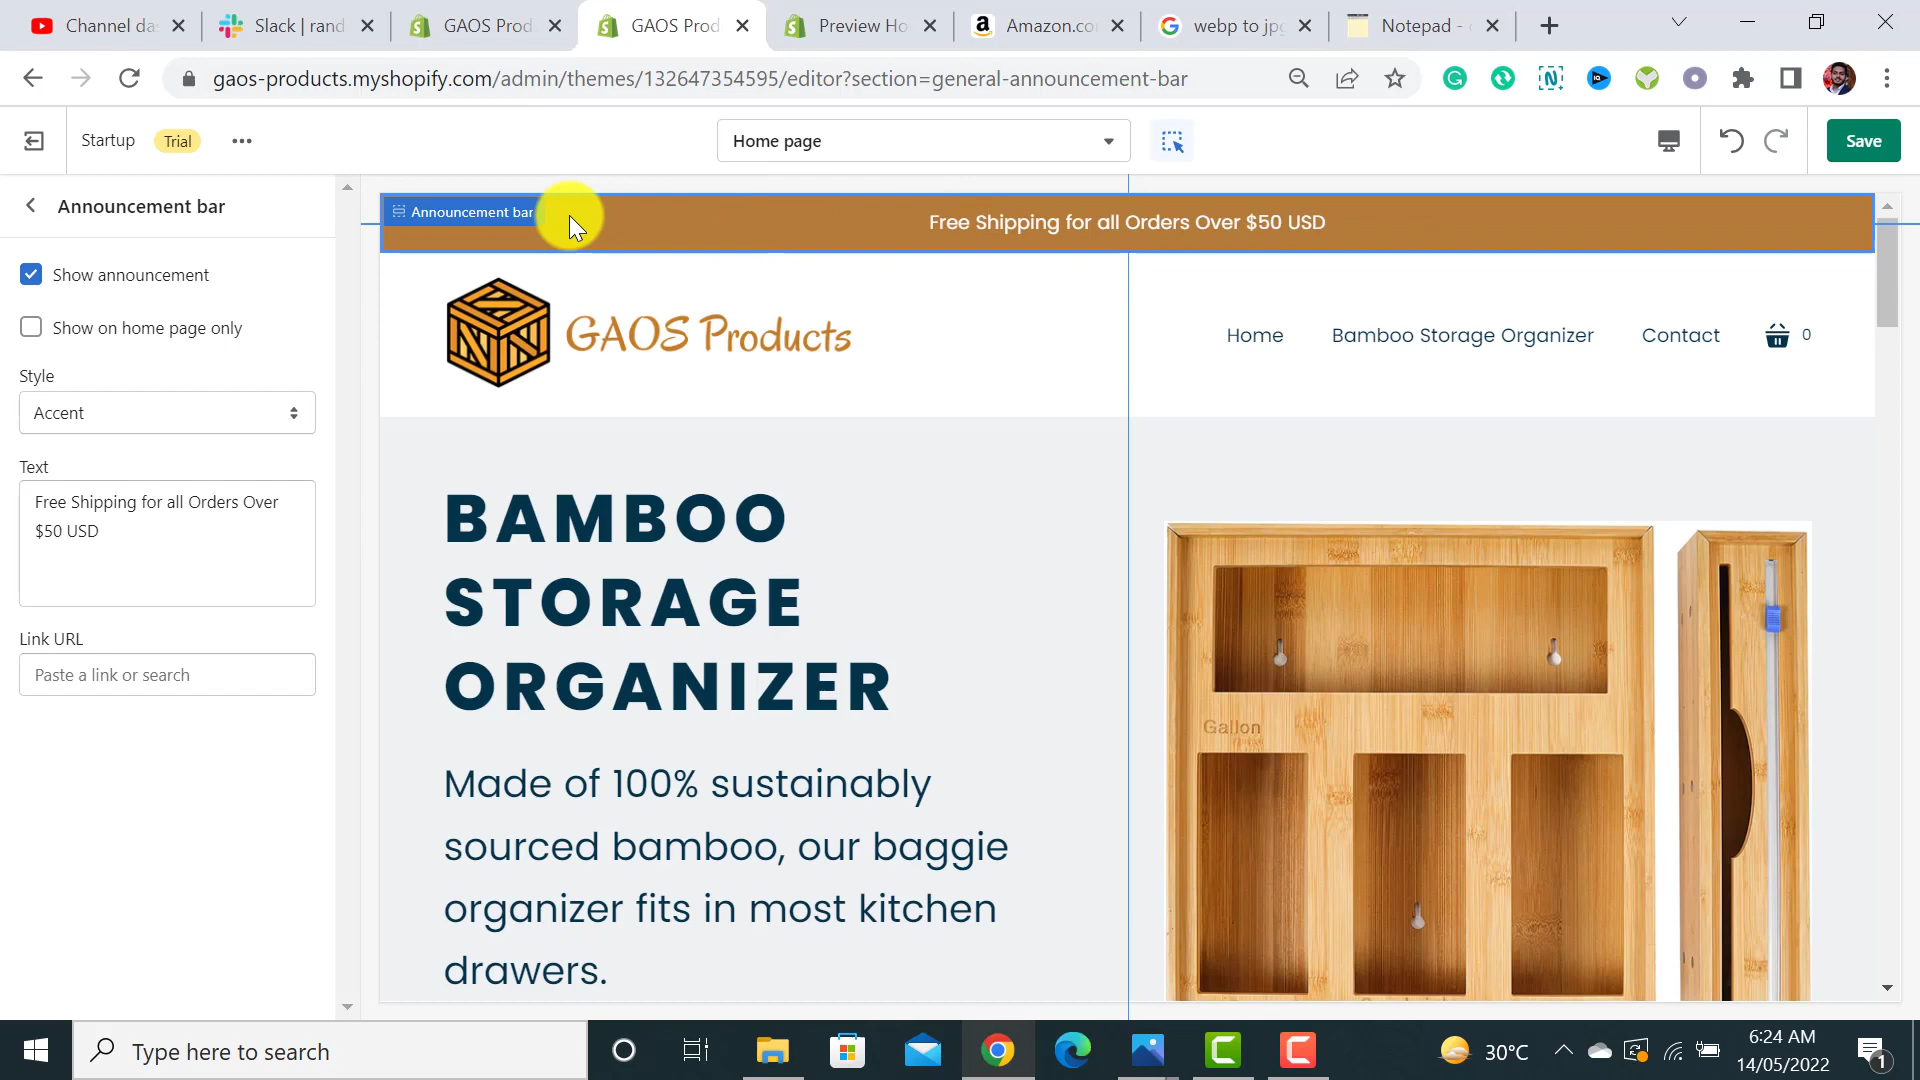 Channel da
Slack | rand
GAOS Prod
GAOS Prod
Preview Ho
Amazon.co
webp to jpg
Notepad -
gaos-products.myshopify.com/admin/themes/132647354595/editor?section=general-announcement-bar
Startup
Trial
Home page
Save
Announcement bar
Show announcement
Show on home page only
Style
Accent
Text
Free Shipping for all Orders Over
$50 USD
Link URL
Paste a link or search
Announcement bar
Free Shipping for all Orders Over $50 USD
GAOS Products
Home
Bamboo Storage Organizer
Contact
0
BAMBOO
STORAGE
ORGANIZER
Made of 100% sustainably
sourced bamboo, our baggie
organizer fits in most kitchen
drawers.
Gallon
Type here to search
30°C
6:24 AM
14/05/2022
1